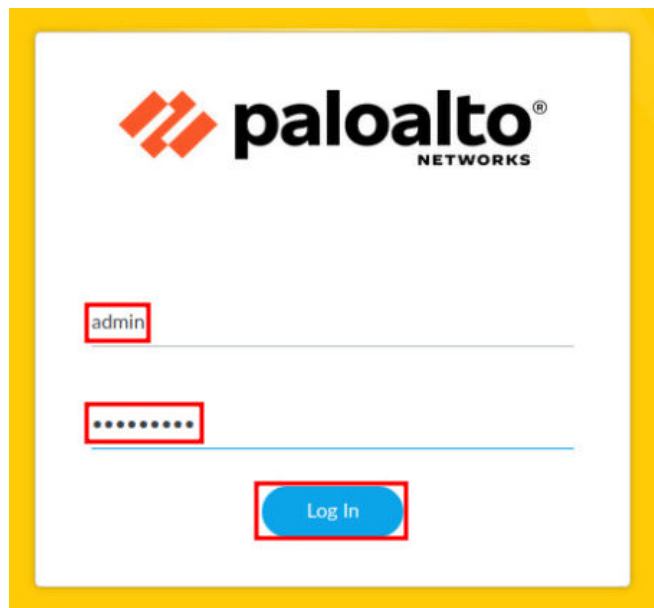 paloalto®
NETWORKS
admin
•••••••••
Log In